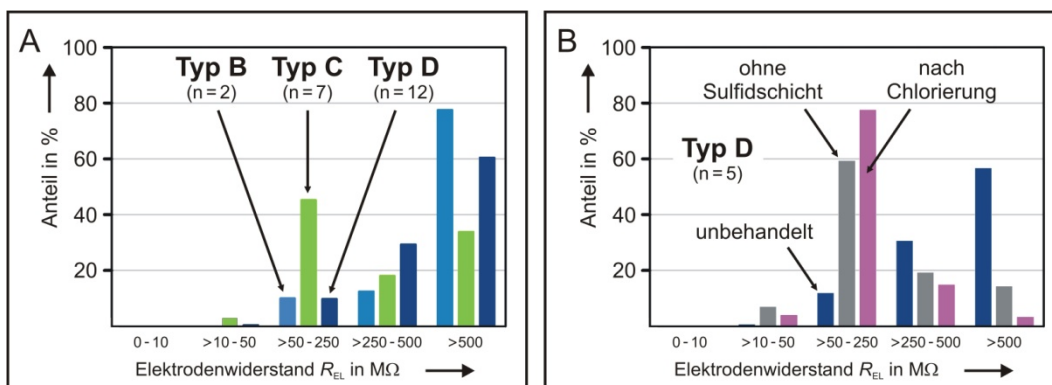 A
Anteil in %
100
80
60
40
20
Typ B
(n = 2)
Typ C
(n = 7)
Typ D
(n = 12)
0 - 10
>10 - 50
>50 - 250
>250 - 500
>500
Elektrodenwiderstand R_EL in MΩ
B
Anteil in %
100
80
60
40
20
ohne
Sulfidschicht
nach
Chlorierung
Typ D
(n = 5)
unbehandelt
0 - 10
>10 - 50
>50 - 250
>250 - 500
>500
Elektrodenwiderstand R_EL in MΩ